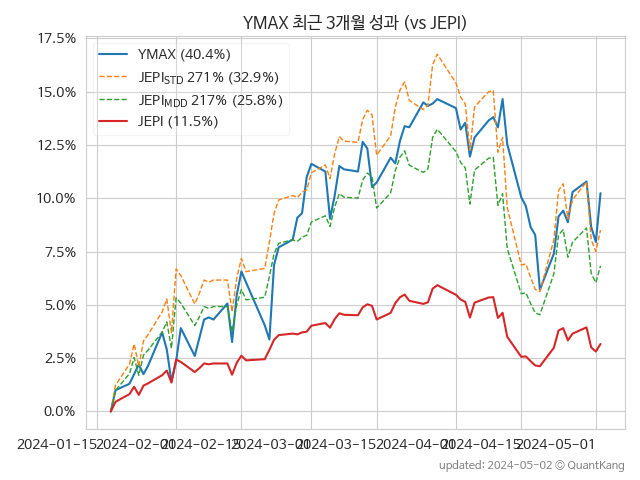 YMAX 최근 3개월 성과 (vs JEPI)
17.5%
15.0%
12.5%
10.0%
7.5%
5.0%
2.5%
0.0%
YMAX (40.4%)
JEPISTD 271% (32.9%)
JEPIMDD 217% (25.8%)
JEPI (11.5%)
2024-01-15
2024-02-01
2024-02-15
2024-03-01
2024-03-15
2024-04-01
2024-04-15
2024-05-01
updated: 2024-05-02 © QuantKang